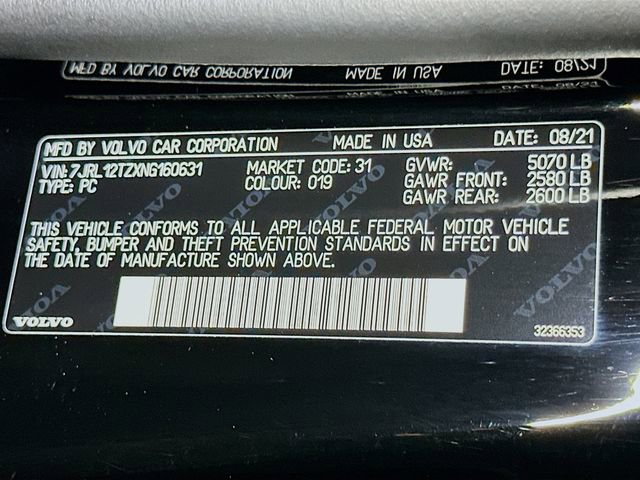 MFD BY VOLVO CAR CORPORATION MADE IN USA DATE: 08/21
MFD BY VOLVO CAR CORPORATION MADE IN USA DATE: 08/21
VIN: 7JRL12TZXNG160631 MARKET CODE: 31 GVWR: 5070 LB
TYPE: PC COLOUR: 019 GAWR FRONT: 2580 LB
GAWR REAR: 2600 LB
THIS VEHICLE CONFORMS TO ALL APPLICABLE FEDERAL MOTOR VEHICLE
SAFETY, BUMPER AND THEFT PREVENTION STANDARDS IN EFFECT ON
THE DATE OF MANUFACTURE SHOWN ABOVE.
VOLVO 32366353